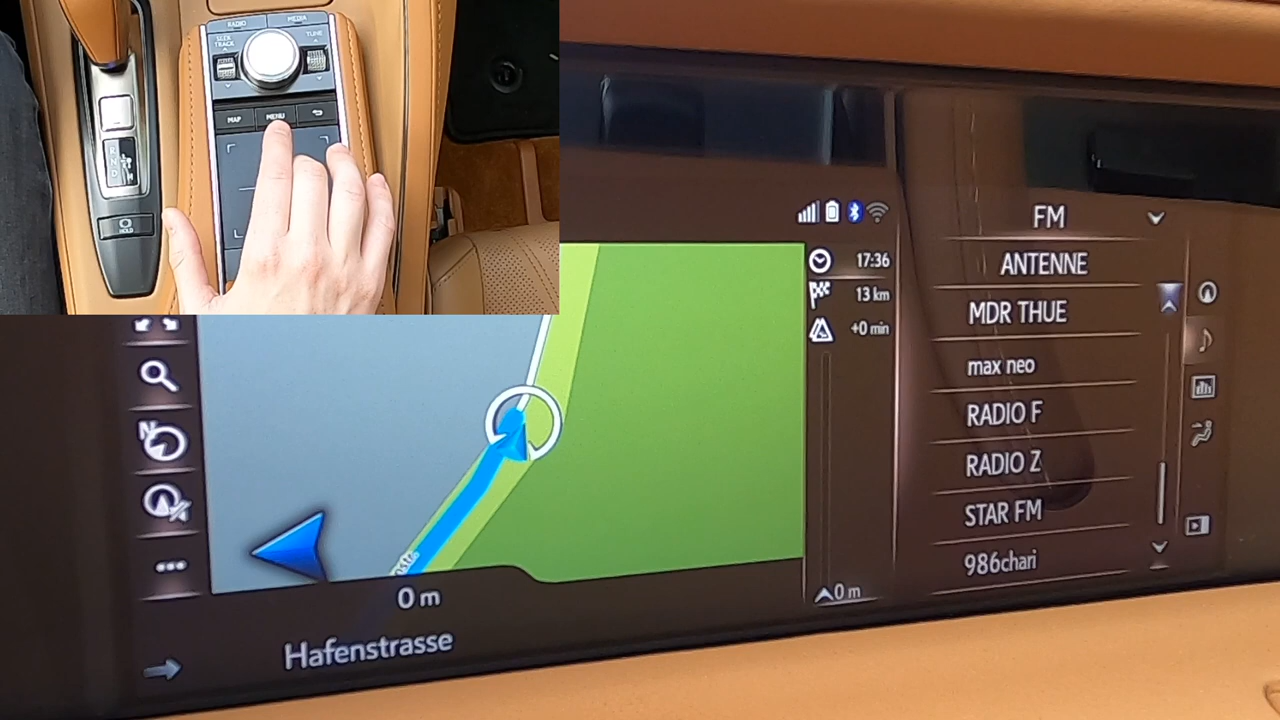 RADIO
MEDIA
SEEK
TRACK
TUNE
MAP
MENU
R
N
D
HOLD
N
0 m
Hafenstrasse
17:36
13 km
+0 min
0 m
FM
ANTENNE
MDR THUE
max neo
RADIO F
RADIO Z
STAR FM
986chari